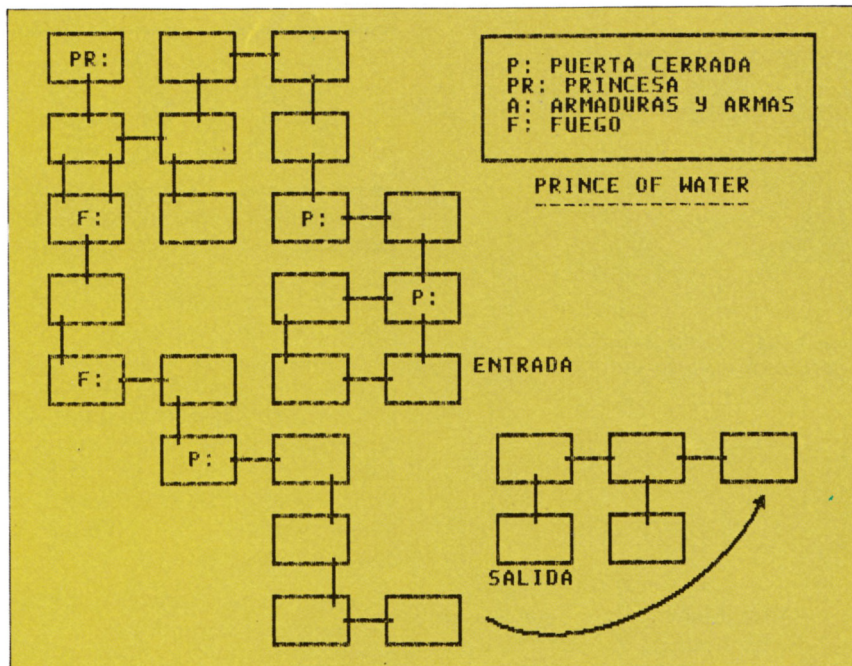 PR:
P: PUERTA CERRADA
PR: PRINCESA
A: ARMADURAS Y ARMAS
F: FUEGO
PRINCE OF WATER
F:
P:
P:
F:
ENTRADA
P:
SALIDA